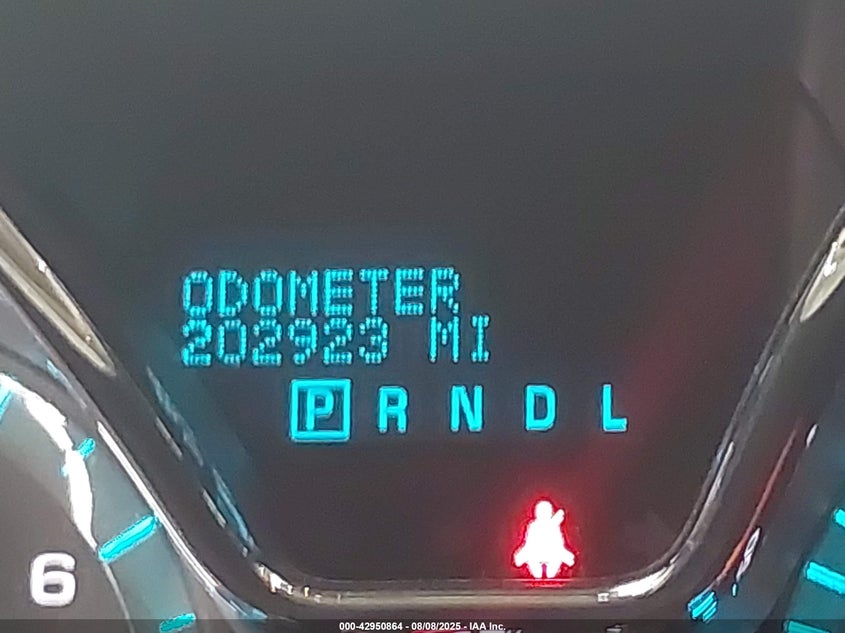 ODOMETER
202923 MI
P R N D L
6
000-42950864 - 08/08/2025 - IAA Inc.